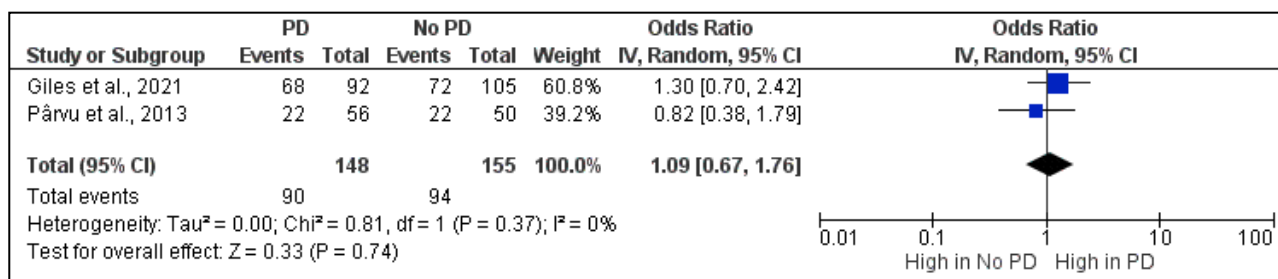 PD No PD Odds Ratio Odds Ratio
Study or Subgroup Events Total Events Total Weight IV, Random, 95% CI IV, Random, 95% CI
Giles et al., 2021 68 92 72 105 60.8% 1.30 [0.70, 2.42]
Pârvu et al., 2013 22 56 22 50 39.2% 0.82 [0.38, 1.79]
Total (95% CI) 148 155 100.0% 1.09 [0.67, 1.76]
Total events 90 94
Heterogeneity: Tau² = 0.00; Chi² = 0.81, df = 1 (P = 0.37); I² = 0%
Test for overall effect: Z = 0.33 (P = 0.74)
0.01 0.1 1 10 100
High in No PD High in PD